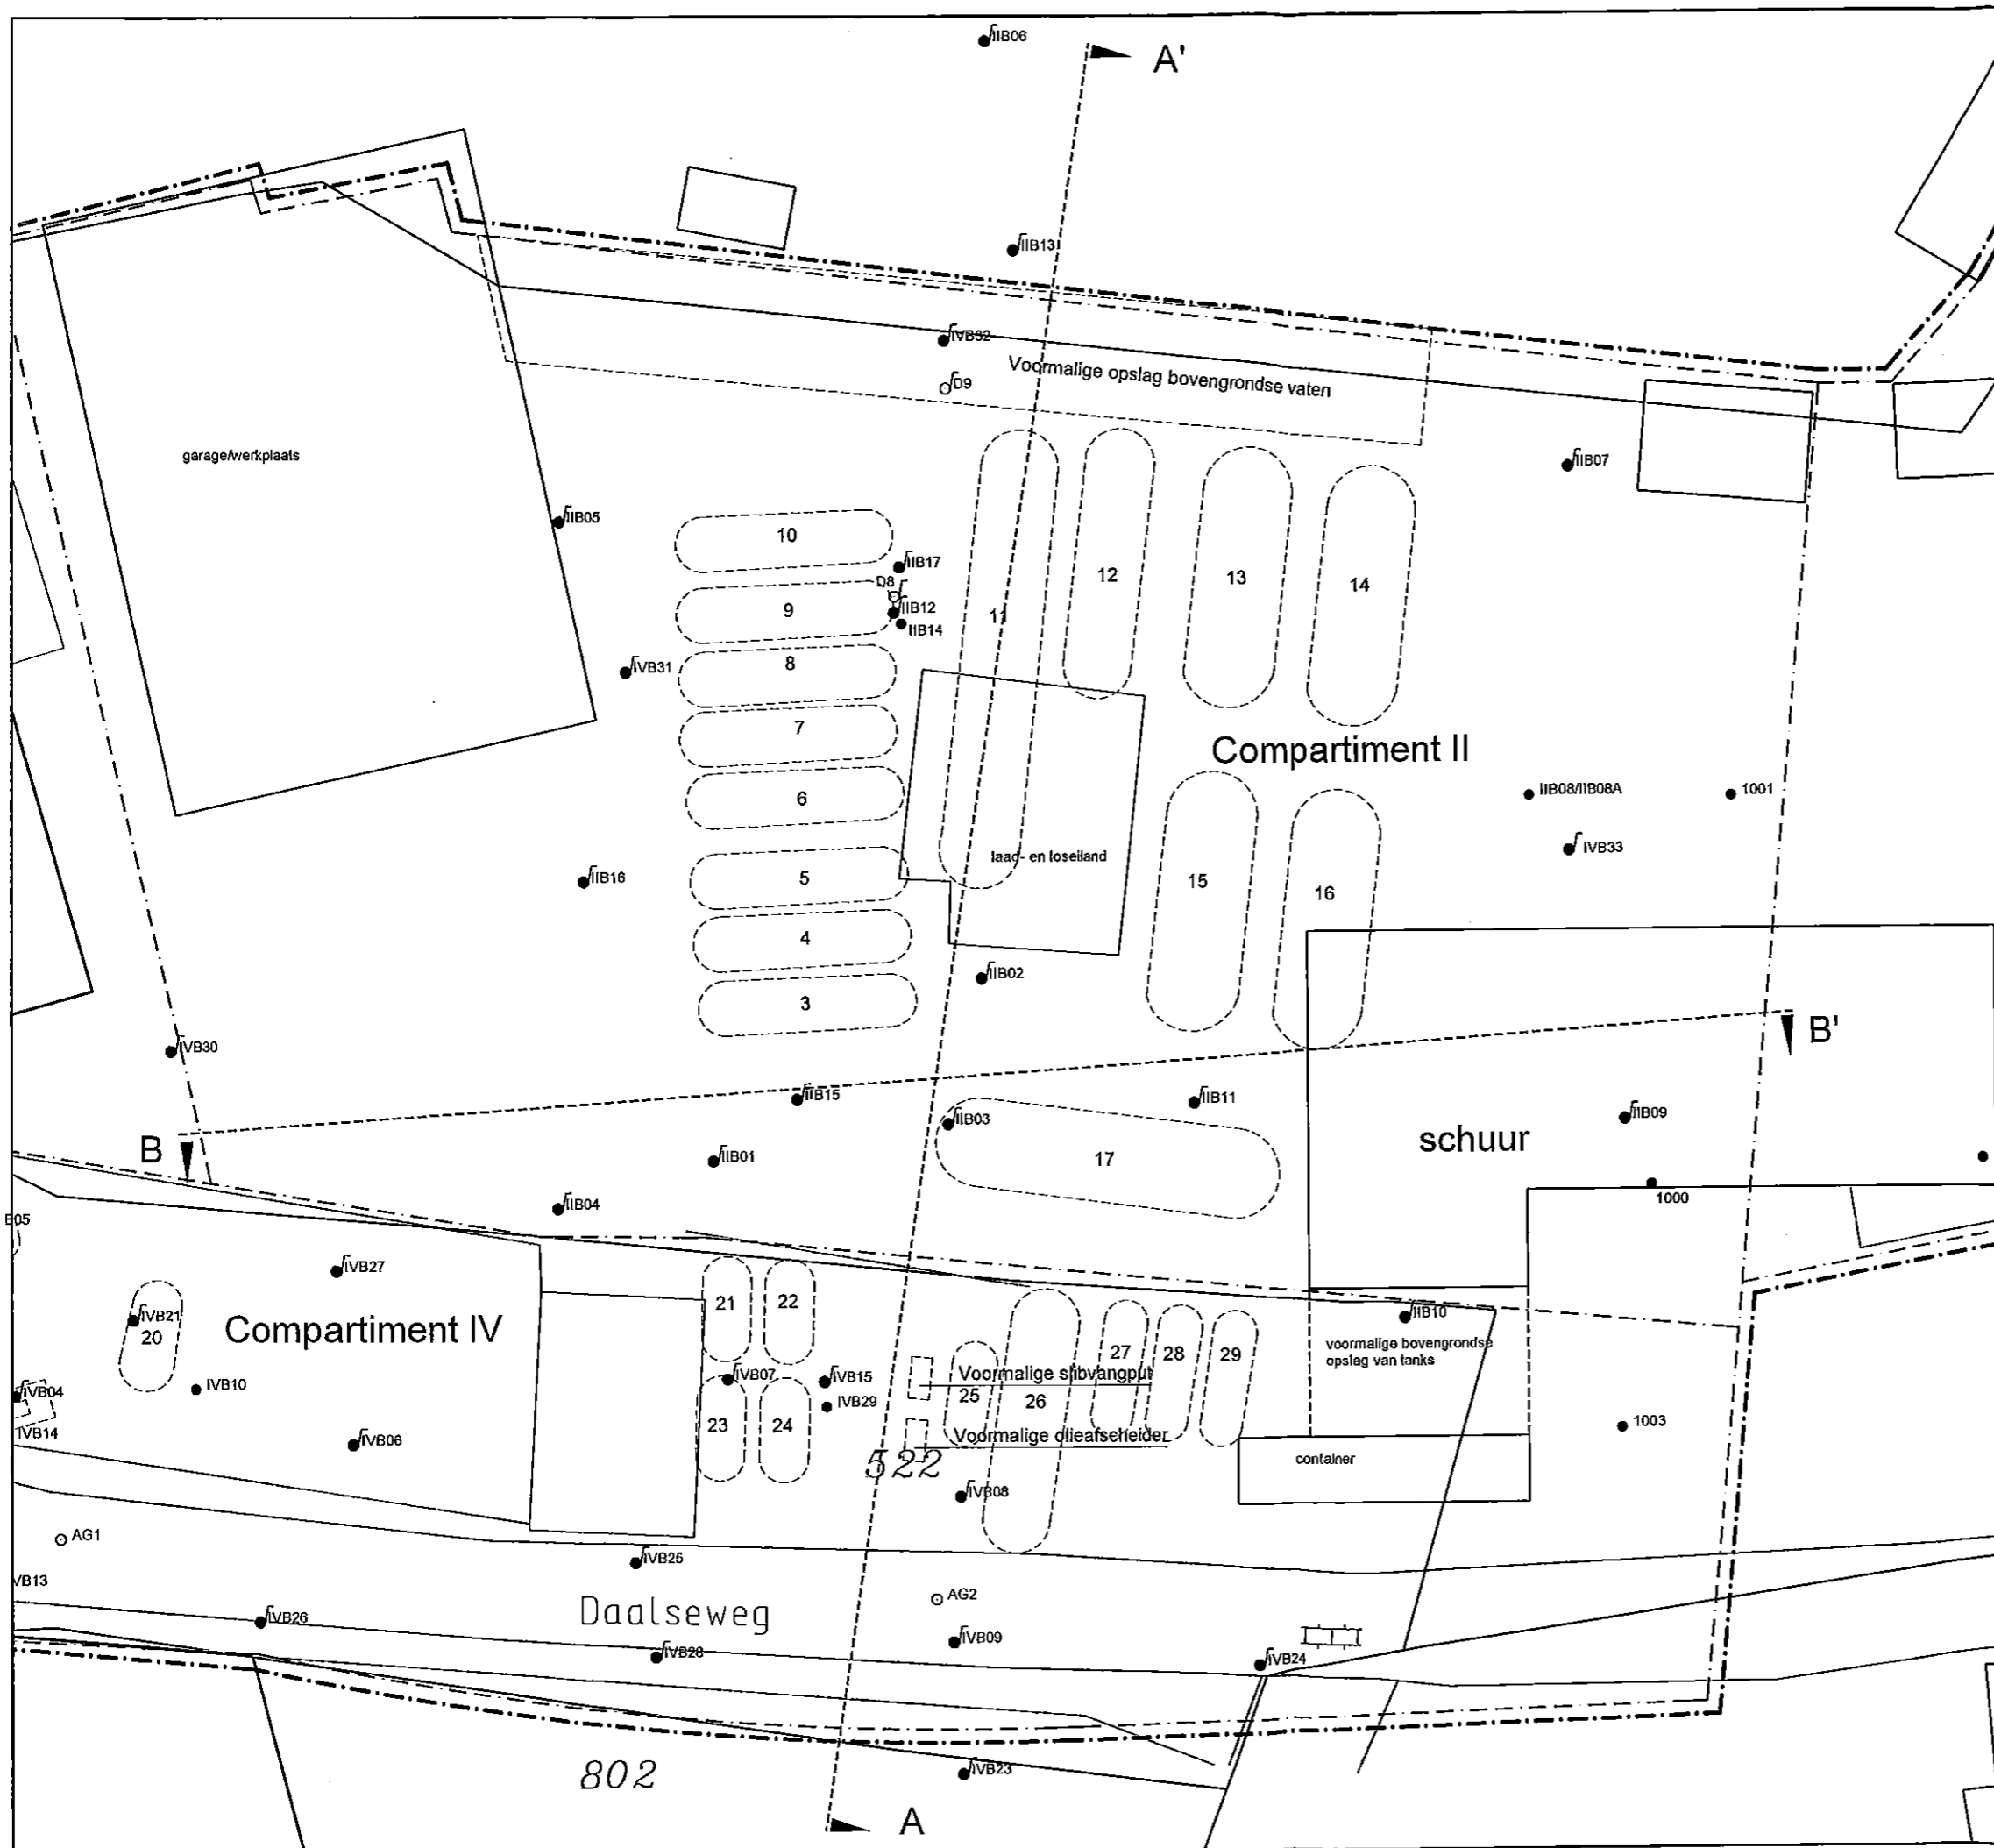 IIB06
A'
IIB13
IVB32
D9
Voormalige opslag bovengrondse vaten
garage/werkplaats
IIB07
IIB05
10
IIB17
D8
9
IIB12
IIB14
11
12
13
14
8
IVB31
7
Compartiment II
6
IIB08/IIB08A
1001
IVB33
laad- en loseiland
5
IIB16
15
16
4
IIB02
3
B'
IVB30
IIB15
IIB11
IIB03
IIB09
B
schuur
IIB01
17
1000
IIB04
B05
IVB27
21
22
IVB21
20
Compartiment IV
IIB10
voormalige bovengrondse
opslag van tanks
27
28
29
Voormalige slibvangput
IVB07
IVB15
IVB10
IVB04
25
26
IVB29
23
24
1003
IVB14
IVB06
Voormalige olieafscheider
522
container
IVB08
AG1
IVB25
VB13
AG2
IVB26
Daalseweg
IVB09
IVB28
IVB24
802
IVB23
A